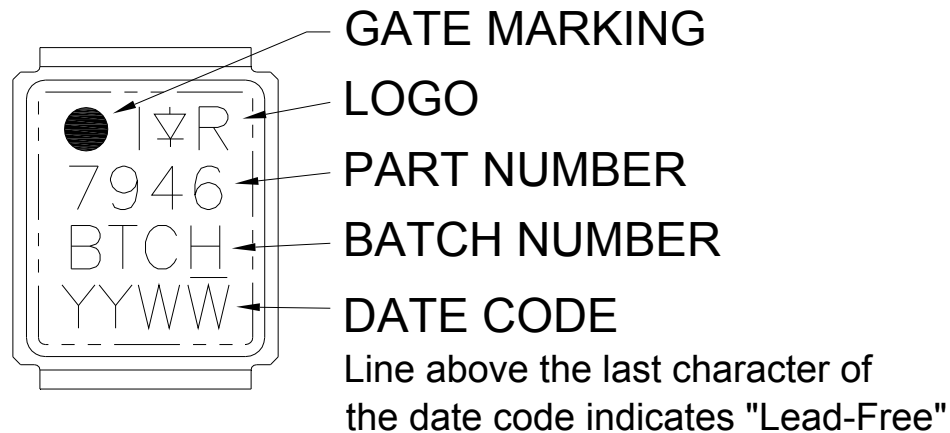 GATE MARKING
I R
LOGO
7946
PART NUMBER
BTCH
BATCH NUMBER
YYWW
DATE CODE
Line above the last character of
the date code indicates "Lead-Free"